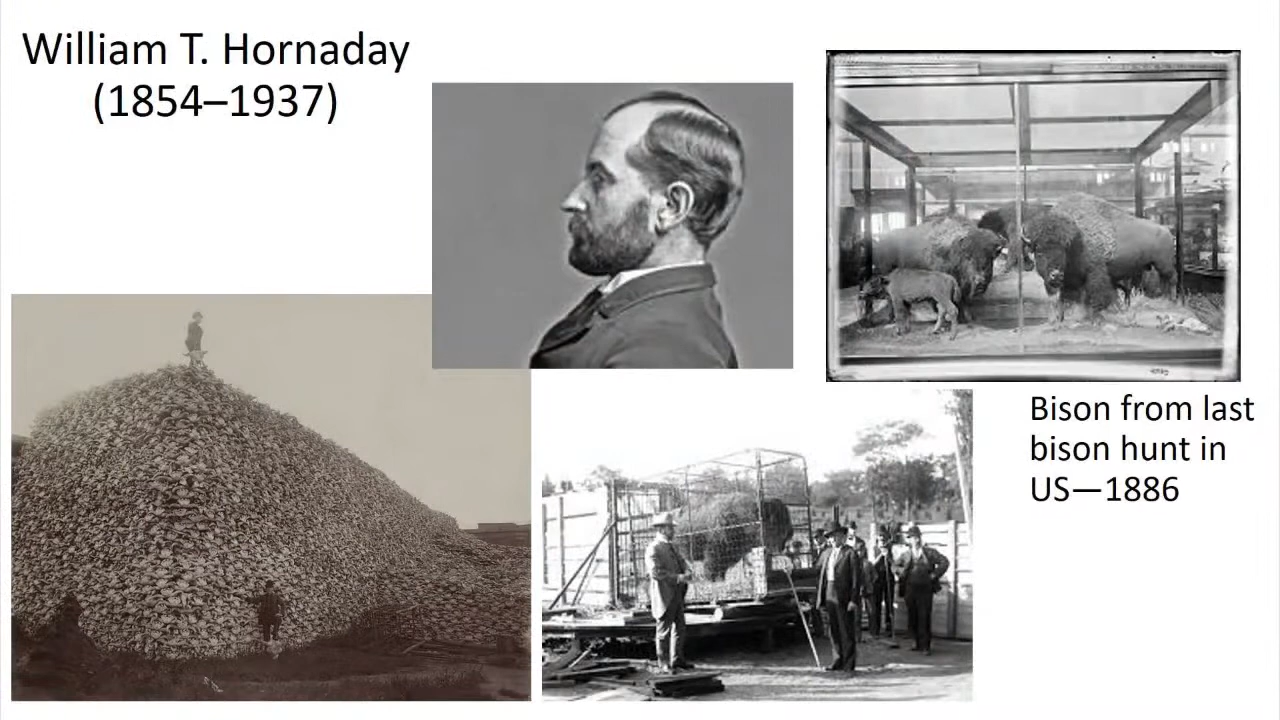 William T. Hornaday
(1854–1937)
Bison from last
bison hunt in
US—1886